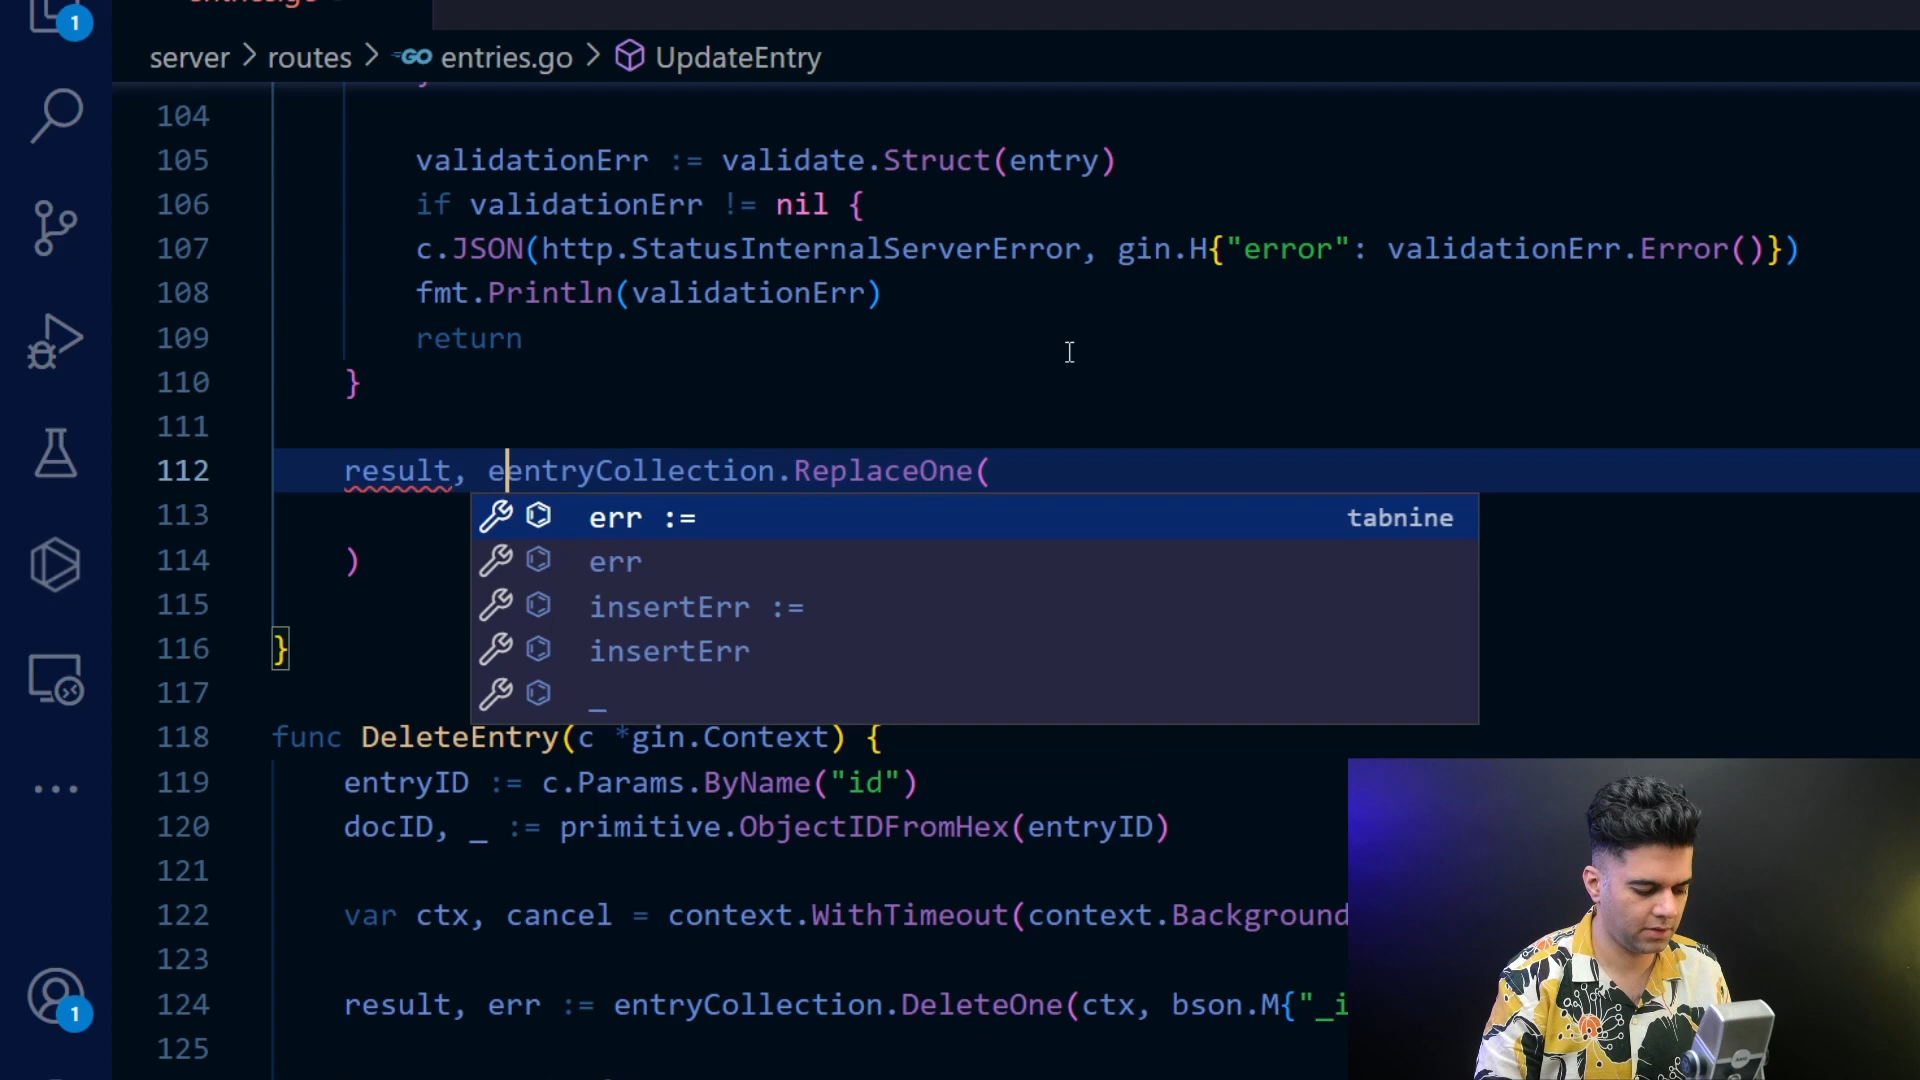 1
server > routes > GO entries.go > UpdateEntry
104
105 validationErr := validate.Struct(entry)
106 if validationErr != nil {
107 c.JSON(http.StatusInternalServerError, gin.H{"error": validationErr.Error()})
108 fmt.Println(validationErr)
109 return
110 }
111
112 result, eentryCollection.ReplaceOne(
err := tabnine
113
err
114 )
insertErr :=
115
insertErr
116 }
_
117
118 func DeleteEntry(c *gin.Context) {
119 entryID := c.Params.ByName("id")
120 docID, _ := primitive.ObjectIDFromHex(entryID)
121
122 var ctx, cancel = context.WithTimeout(context.Background
123
124 result, err := entryCollection.DeleteOne(ctx, bson.M{"_i
125
1